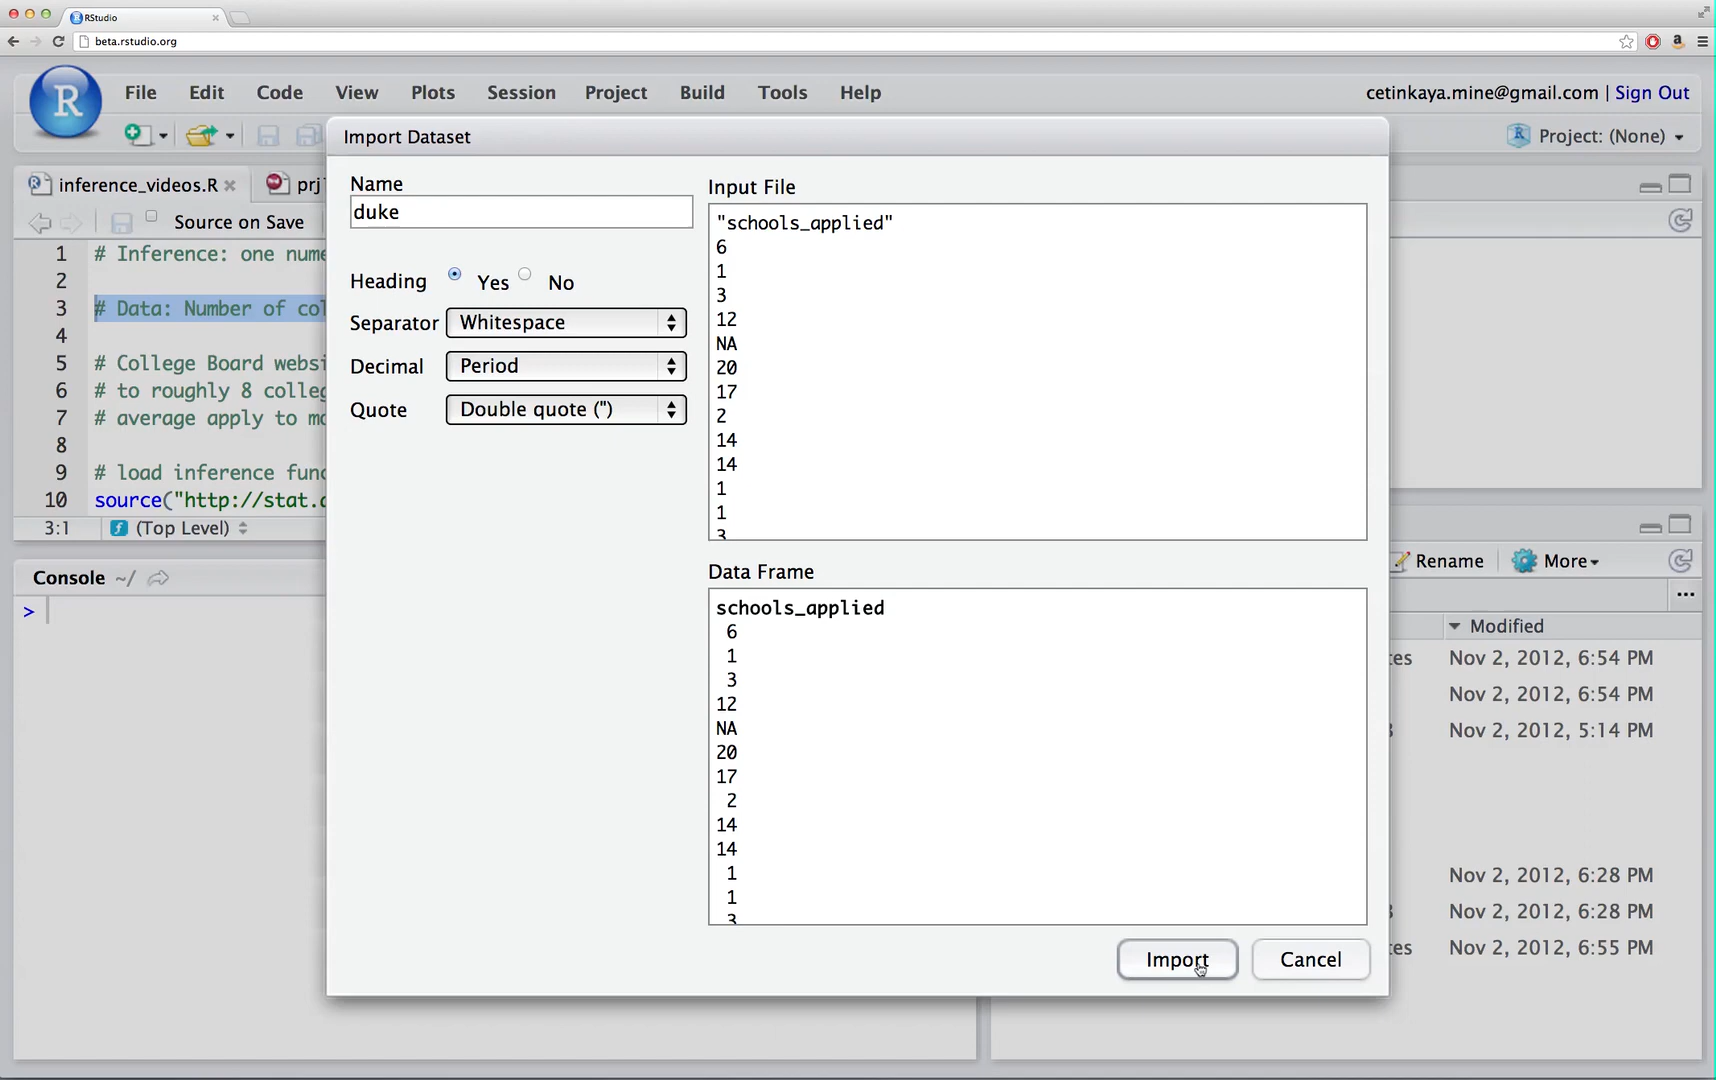 RStudio
beta.rstudio.org
R
File Edit Code View Plots Session Project Build Tools Help
cetinkaya.mine@gmail.com | Sign Out
Project: (None)
Import Dataset
inference_videos.R
Source on Save
1 # Inference: one
2
3 # Data: Number of
4
5 # College Board
6 # to roughly 8
7 # average apply to
8
9 # load inference
10 source("http://stat.
3:1 (Top Level)
Console ~/
>
Name
duke
Heading Yes No
Separator Whitespace
Decimal Period
Quote Double quote (")
Input File
"schools_applied"
6
1
3
12
NA
20
17
2
14
14
1
1
3
Data Frame
schools_applied
6
1
3
12
NA
20
17
2
14
14
1
1
3
Import Cancel
Rename More
...
Modified
Nov 2, 2012, 6:54 PM
Nov 2, 2012, 6:54 PM
Nov 2, 2012, 5:14 PM
Nov 2, 2012, 6:28 PM
Nov 2, 2012, 6:28 PM
Nov 2, 2012, 6:55 PM